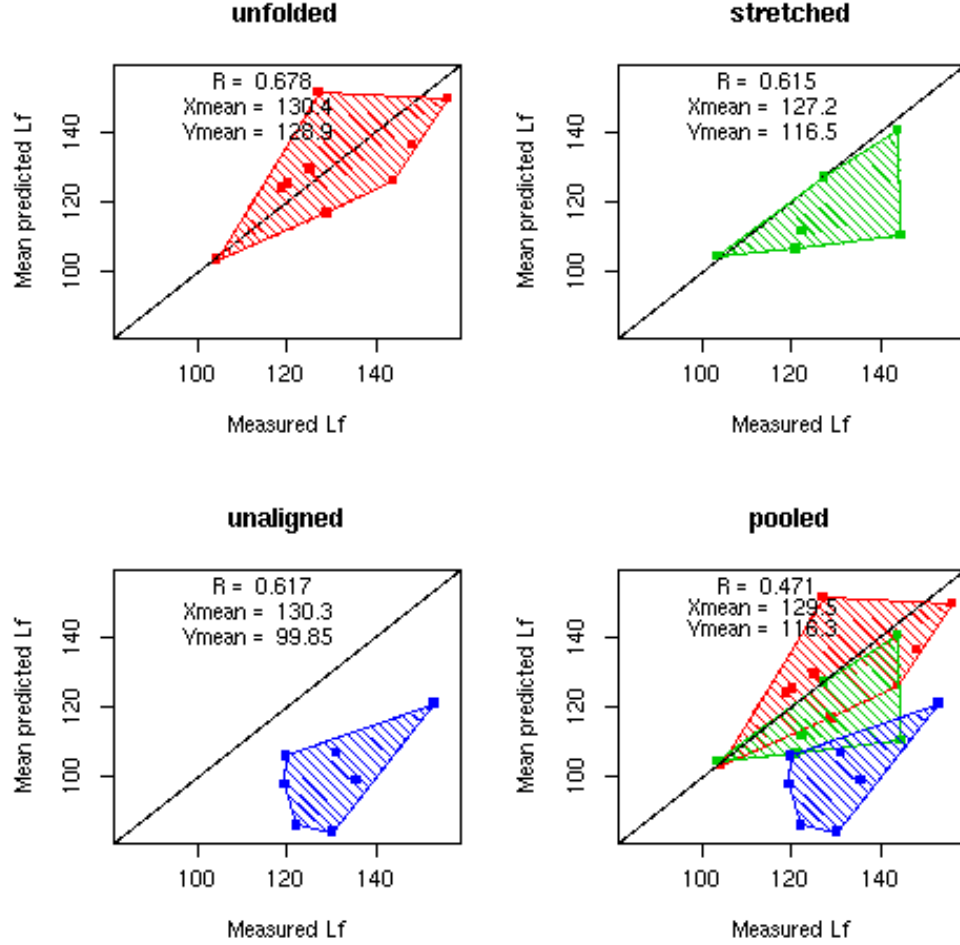 unfolded
R = 0.678
Xmean = 130.4
Ymean = 128.9
140
120
100
Mean predicted Lf
100 120 140
Measured Lf
stretched
R = 0.615
Xmean = 127.2
Ymean = 116.5
140
120
100
Mean predicted Lf
100 120 140
Measured Lf
unaligned
R = 0.617
Xmean = 130.3
Ymean = 99.85
140
120
100
Mean predicted Lf
100 120 140
Measured Lf
pooled
R = 0.471
Xmean = 129.5
Ymean = 116.3
140
120
100
Mean predicted Lf
100 120 140
Measured Lf